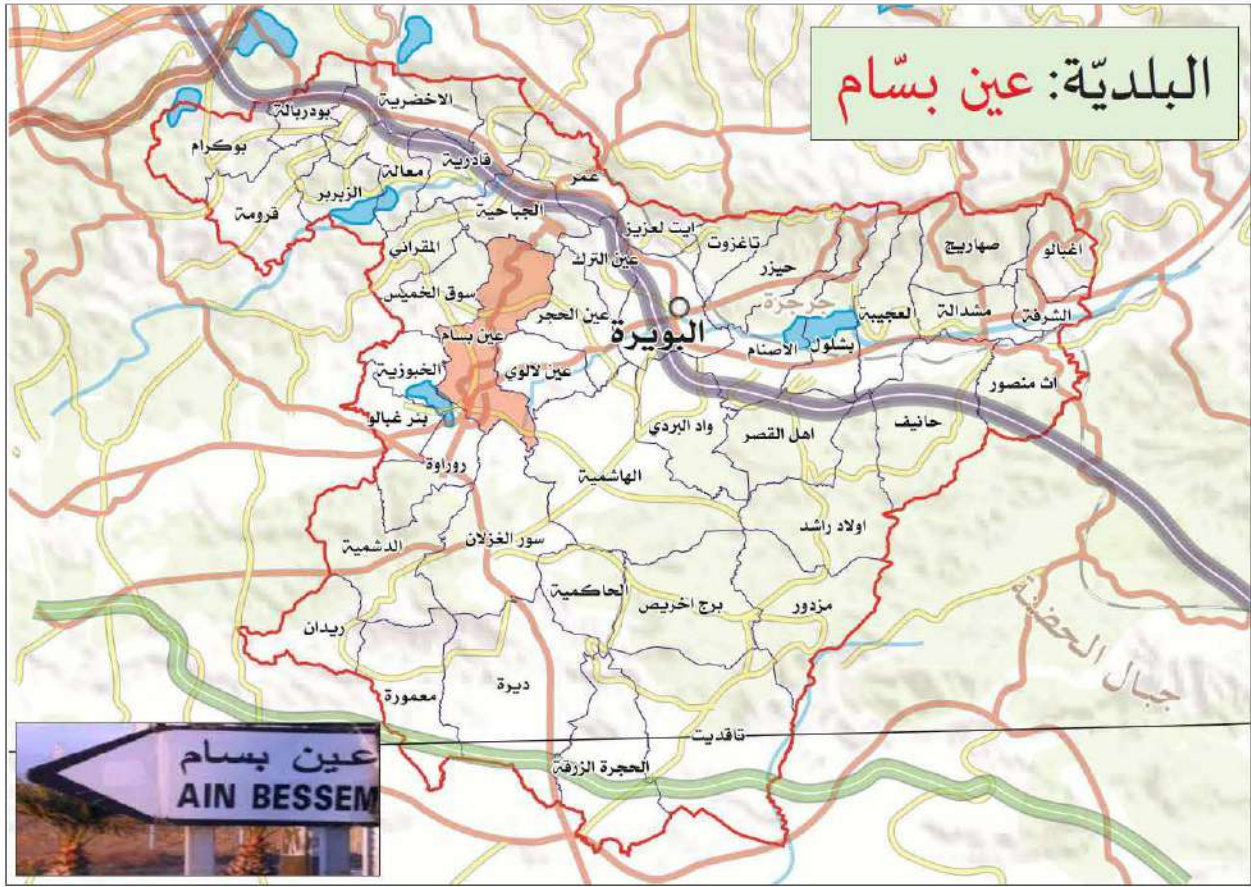 البلديّة: عين بسّام
الاخضرية
بودربالة
بوكرام
قادرية
معالة
عمر
الزبربر
قرومة
الجباحية
ايت لعزيز
تاغزوت
صهاريج
اغبالو
المقراني
عين الترك
حيزر
سوق الخميس
جرجرة
عين الحجر
العجيبة
مشدالة
الشرفة
عين بسام
البويرة
الأصنام
بشلول
الخبوزية
عين لالوي
اث منصور
بئر غبالو
واد البردي
اهل القصر
حانيف
روراوة
الهاشمية
اولاد راشد
الدشمية
سور الغزلان
الحاكمية
برج اخريص
مزدور
ريدان
جبال الحضنة
معمورة
ديرة
تاقديت
الحجرة الزرقة
عين بسام
AIN BESSEM